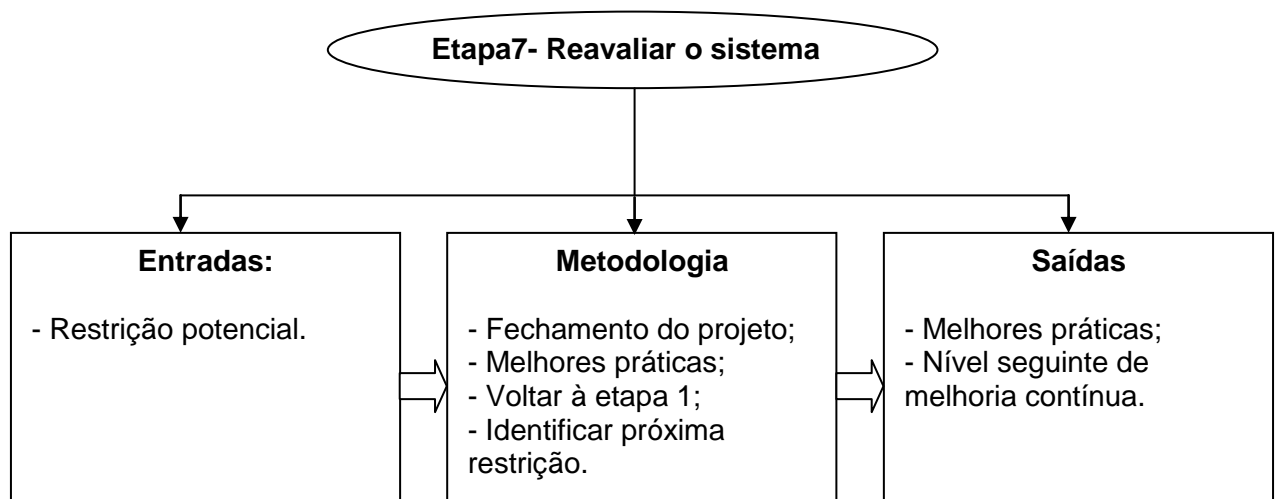 Etapa7- Reavaliar o sistema
Entradas:
- Restrição potencial.
Metodologia
- Fechamento do projeto;
- Melhores práticas;
- Voltar à etapa 1;
- Identificar próxima
restrição.
Saídas
- Melhores práticas;
- Nível seguinte de
melhoria contínua.